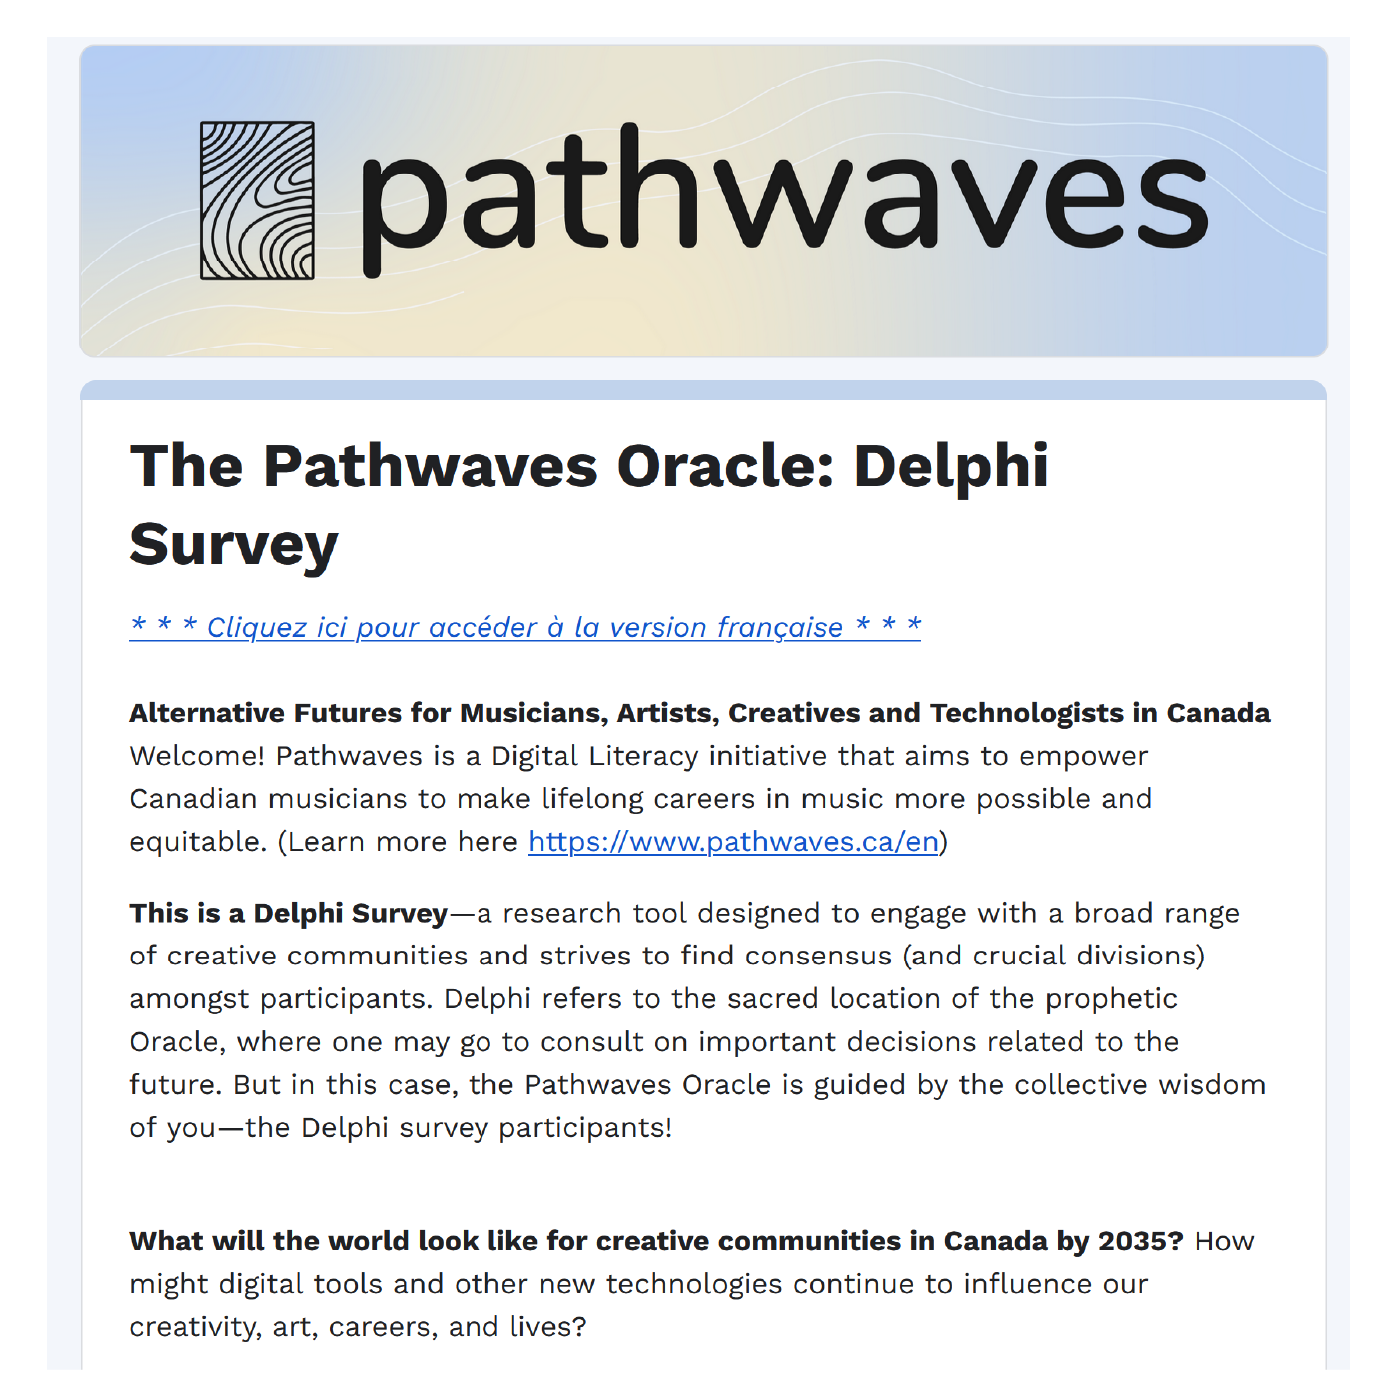 pathwaves
The Pathwaves Oracle: Delphi
Survey
* * * Cliquez ici pour accéder à la version française * * *
Alternative Futures for Musicians, Artists, Creatives and Technologists in Canada
Welcome! Pathwaves is a Digital Literacy initiative that aims to empower
Canadian musicians to make lifelong careers in music more possible and
equitable. (Learn more here https://www.pathwaves.ca/en)
This is a Delphi Survey—a research tool designed to engage with a broad range
of creative communities and strives to find consensus (and crucial divisions)
amongst participants. Delphi refers to the sacred location of the prophetic
Oracle, where one may go to consult on important decisions related to the
future. But in this case, the Pathwaves Oracle is guided by the collective wisdom
of you—the Delphi survey participants!
What will the world look like for creative communities in Canada by 2035? How
might digital tools and other new technologies continue to influence our
creativity, art, careers, and lives?